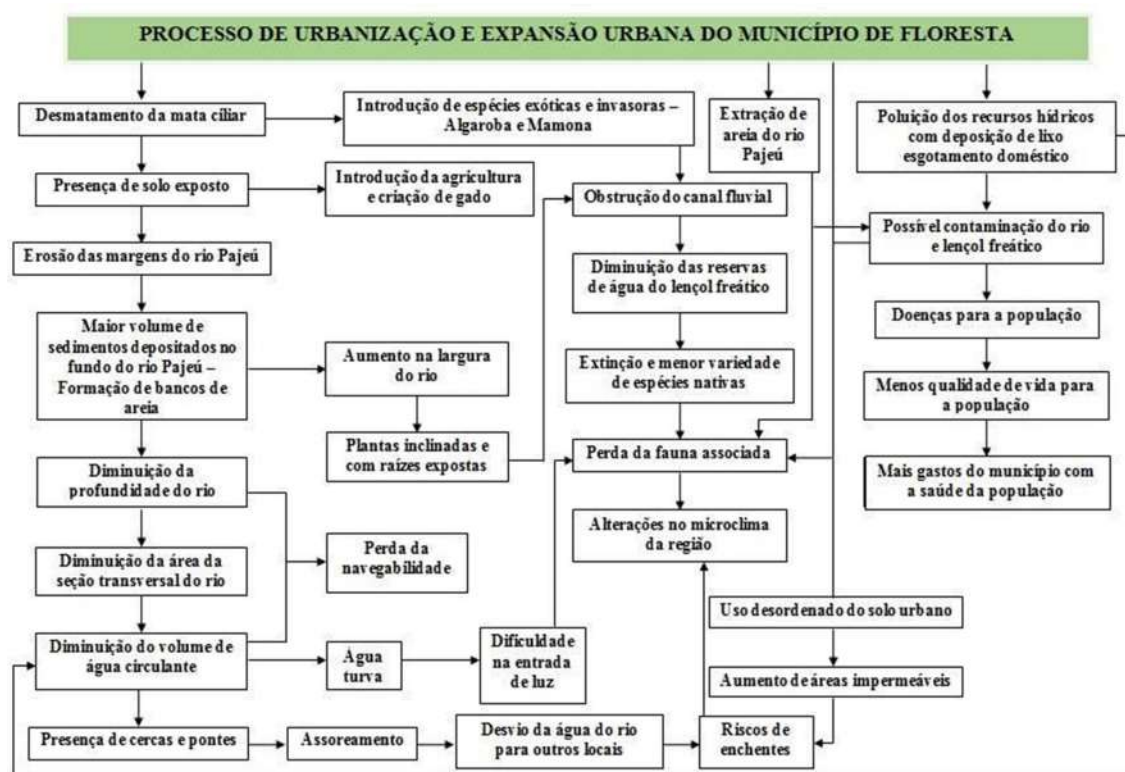 PROCESSO DE URBANIZAÇÃO E EXPANSÃO URBANA DO MUNICÍPIO DE FLORESTA
Desmatamento da mata cíliar
Introdução de espécies exóticas e invasoras –
Algaroba e Mamona
Extração de
areia do rio
Pajeú
Poluição dos recursos hídricos
com deposição de lixo
esgotamento doméstico
Presença de solo exposto
Introdução da agricultura
e criação de gado
Obstrução do canal fluvial
Possível contaminação do rio
e lençol freático
Erosão das margens do rio Pajeú
Diminuição das reservas
de água do lençol freático
Maior volume de
sedimentos depositados no
fundo do rio Pajeú –
Formação de bancos de
areia
Aumento na largura
do rio
Extinção e menor variedade
de espécies nativas
Doenças para a população
Menos qualidade de vida para
a população
Plantas inclinadas e
com raízes expostas
Perda da fauna associada
Mais gastos do município com
a saúde da população
Diminuição da
profundidade do rio
Alterações no microclima
da região
Diminuição da área da
seção transversal do rio
Perda da
navegabilidade
Uso desordenado do solo urbano
Diminuição do volume de
água circulante
Água
turva
Dificuldade
na entrada
de luz
Aumento de áreas impermeáveis
Presença de cercas e pontes
Assoreamento
Desvio da água do rio
para outros locais
Riscos de
enchentes